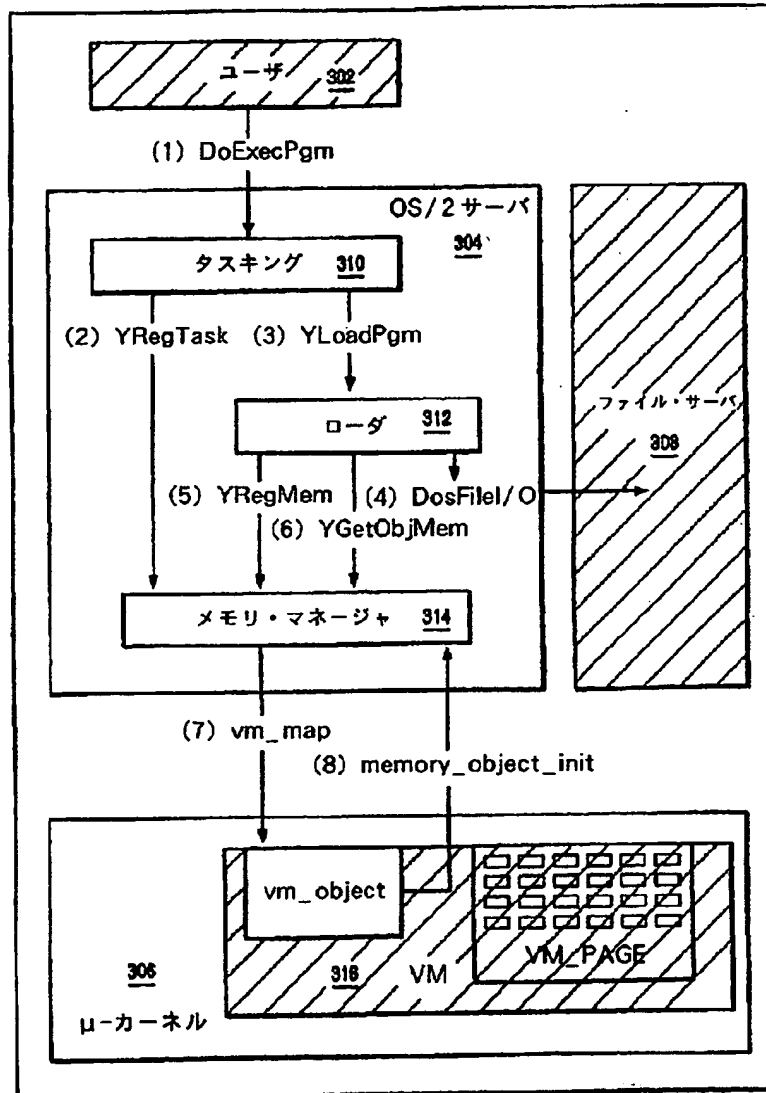 ユーザ 302
(1) DoExecPgm
OS/2サーバ
304
タスキング 310
(2) YRegTask (3) YLoadPgm
ローダ 312
ファイル・サーバ
308
(5) YRegMem (4) DosFileI/O
(6) YGetObjMem
メモリ・マネージャ 314
(7) vm_map
(8) memory_object_init
vm_object
VM_PAGE
306
316 VM
μ-カーネル